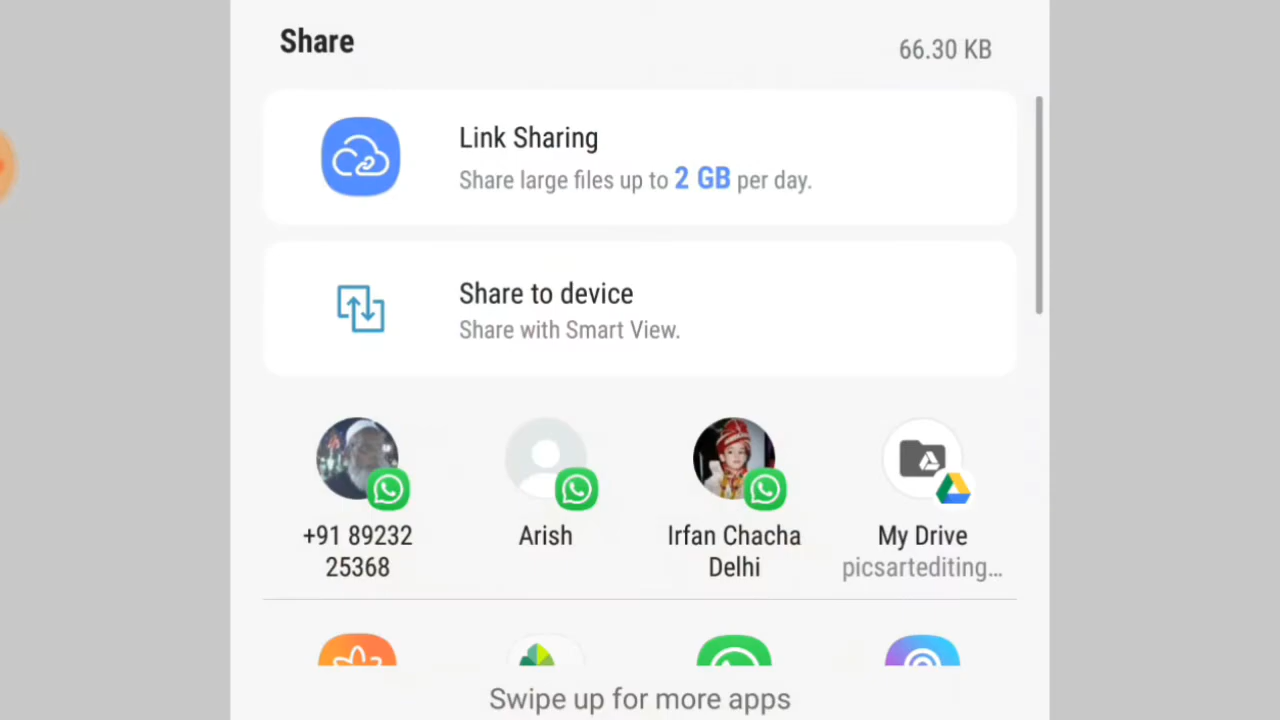 Share
66.30 KB
Link Sharing
Share large files up to 2 GB per day.
Share to device
Share with Smart View.
+91 89232
25368
Arish
Irfan Chacha
Delhi
My Drive
picsartediting...
Swipe up for more apps